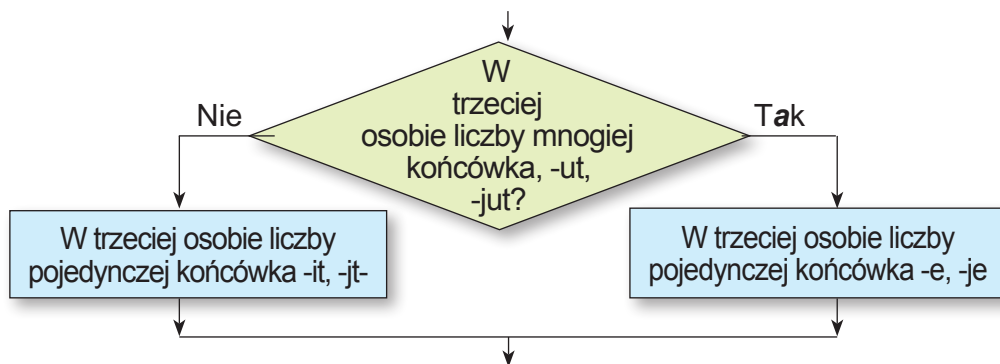 W
trzeciej
osobie liczby mnogiej
końcówka, -ut,
-jut?
Nie
Tak
W trzeciej osobie liczby
pojedynczej końcówka -it, -jt-
W trzeciej osobie liczby
pojedynczej końcówka -e, -je